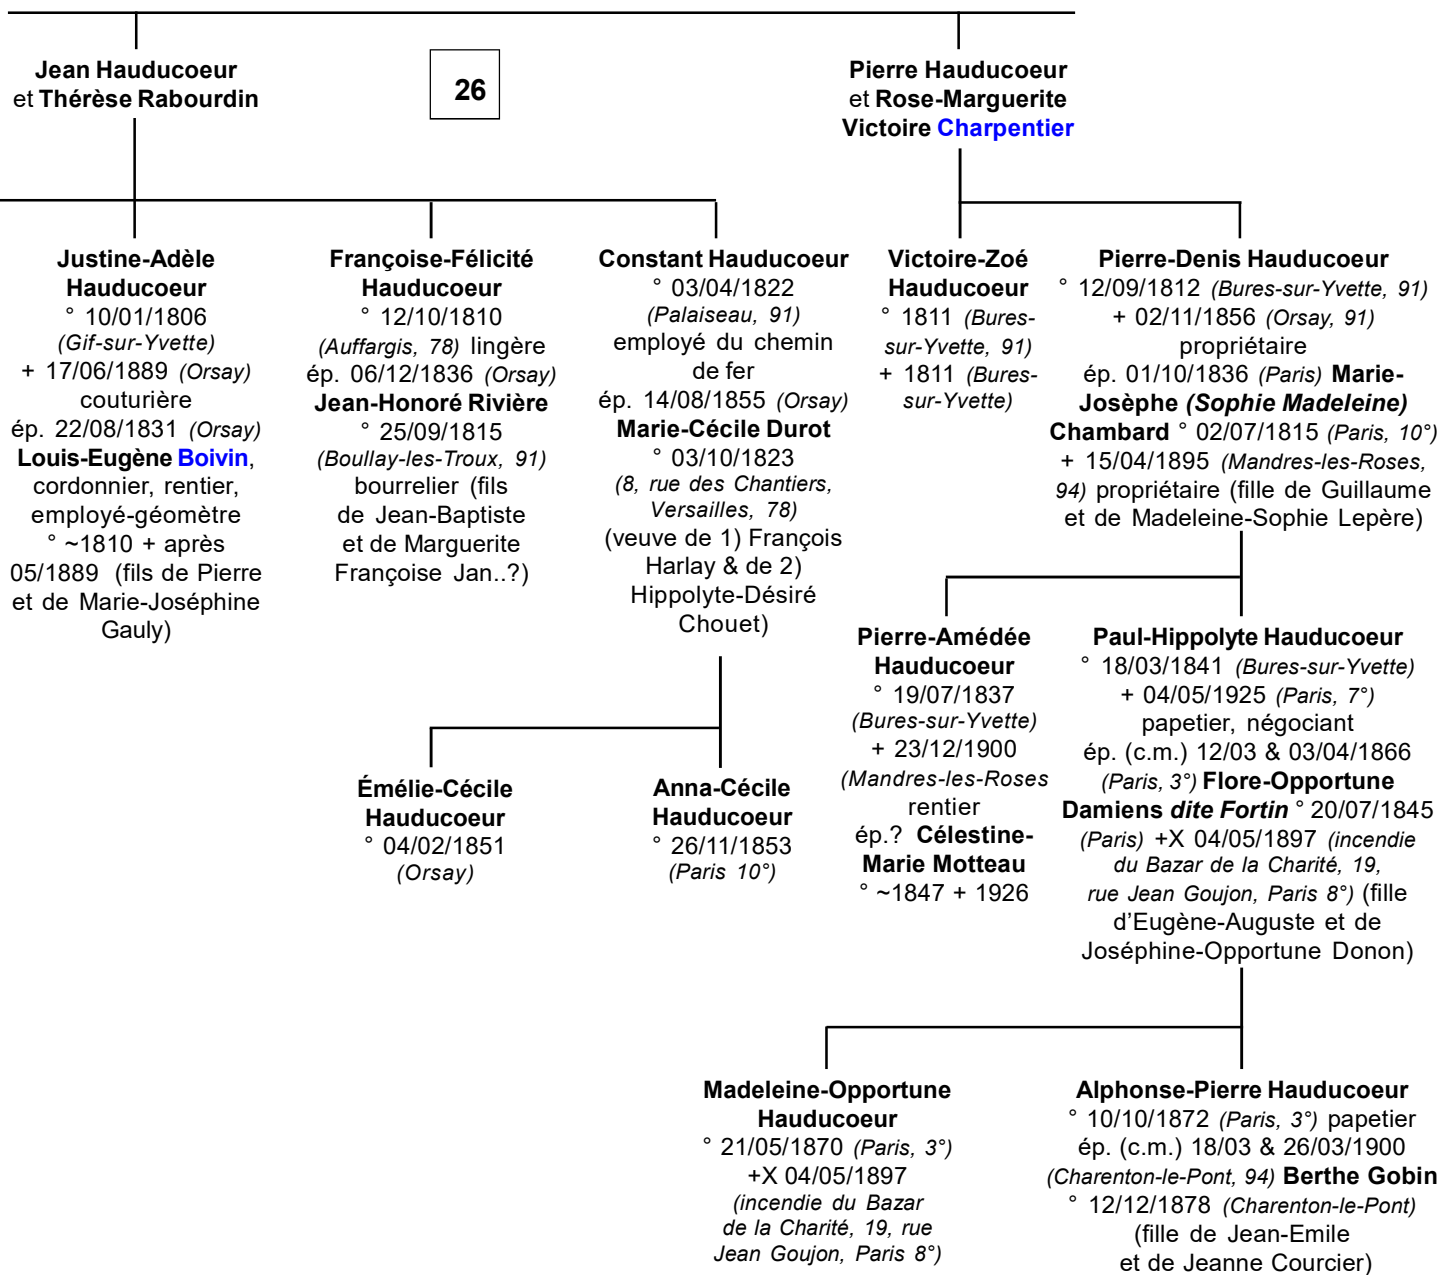 Jean Hauducoeur
et Thérèse Rabourdin
26
Pierre Hauducoeur
et Rose-Marguerite
Victoire Charpentier
Justine-Adèle
Hauducoeur
° 10/01/1806
(Gif-sur-Yvette)
+ 17/06/1889 (Orsay)
couturière
ép. 22/08/1831 (Orsay)
Louis-Eugène Boivin,
cordonnier, rentier,
employé-géomètre
° ~1810 + après
05/1889 (fils de Pierre
et de Marie-Joséphine
Gauly)
Françoise-Félicité
Hauducoeur
° 12/10/1810
(Auffargis, 78) lingère
ép. 06/12/1836 (Orsay)
Jean-Honoré Rivière
° 25/09/1815
(Boullay-les-Troux, 91)
bourrelier (fils
de Jean-Baptiste
et de Marguerite
Françoise Jan..?)
Constant Hauducoeur
° 03/04/1822
(Palaiseau, 91)
employé du chemin
de fer
ép. 14/08/1855 (Orsay)
Marie-Cécile Durot
° 03/10/1823
(8, rue des Chantiers,
Versailles, 78)
(veuve de 1) François
Harlay & de 2)
Hippolyte-Désiré
Chouet)
Victoire-Zoé
Hauducoeur
° 1811 (Bures-
sur-Yvette, 91)
+ 1811 (Bures-
sur-Yvette)
Pierre-Denis Hauducoeur
° 12/09/1812 (Bures-sur-Yvette, 91)
+ 02/11/1856 (Orsay, 91)
propriétaire
ép. 01/10/1836 (Paris) Marie-
Josèphe (Sophie Madeleine)
Chambard ° 02/07/1815 (Paris, 10°)
+ 15/04/1895 (Mandres-les-Roses,
94) propriétaire (fille de Guillaume
et de Madeleine-Sophie Lepère)
Émélie-Cécile
Hauducoeur
° 04/02/1851
(Orsay)
Anna-Cécile
Hauducoeur
° 26/11/1853
(Paris 10°)
Pierre-Amédée
Hauducoeur
° 19/07/1837
(Bures-sur-Yvette)
+ 23/12/1900
(Mandres-les-Roses
rentier
ép.? Célestine-
Marie Motteau
° ~1847 + 1926
Paul-Hippolyte Hauducoeur
° 18/03/1841 (Bures-sur-Yvette)
+ 04/05/1925 (Paris, 7°)
papetier, négociant
ép. (c.m.) 12/03 & 03/04/1866
(Paris, 3°) Flore-Opportune
Damiens dite Fortin ° 20/07/1845
(Paris) +X 04/05/1897 (incendie
du Bazar de la Charité, 19,
rue Jean Goujon, Paris 8°) (fille
d'Eugène-Auguste et de
Joséphine-Opportune Donon)
Madeleine-Opportune
Hauducoeur
° 21/05/1870 (Paris, 3°)
+X 04/05/1897
(incendie du Bazar
de la Charité, 19, rue
Jean Goujon, Paris 8°)
Alphonse-Pierre Hauducoeur
° 10/10/1872 (Paris, 3°) papetier
ép. (c.m.) 18/03 & 26/03/1900
(Charenton-le-Pont, 94) Berthe Gobin
° 12/12/1878 (Charenton-le-Pont)
(fille de Jean-Emile
et de Jeanne Courcier)